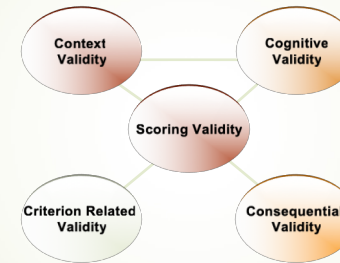 Context
Validity
Cognitive
Validity
Scoring Validity
Criterion Related
Validity
Consequential
Validity